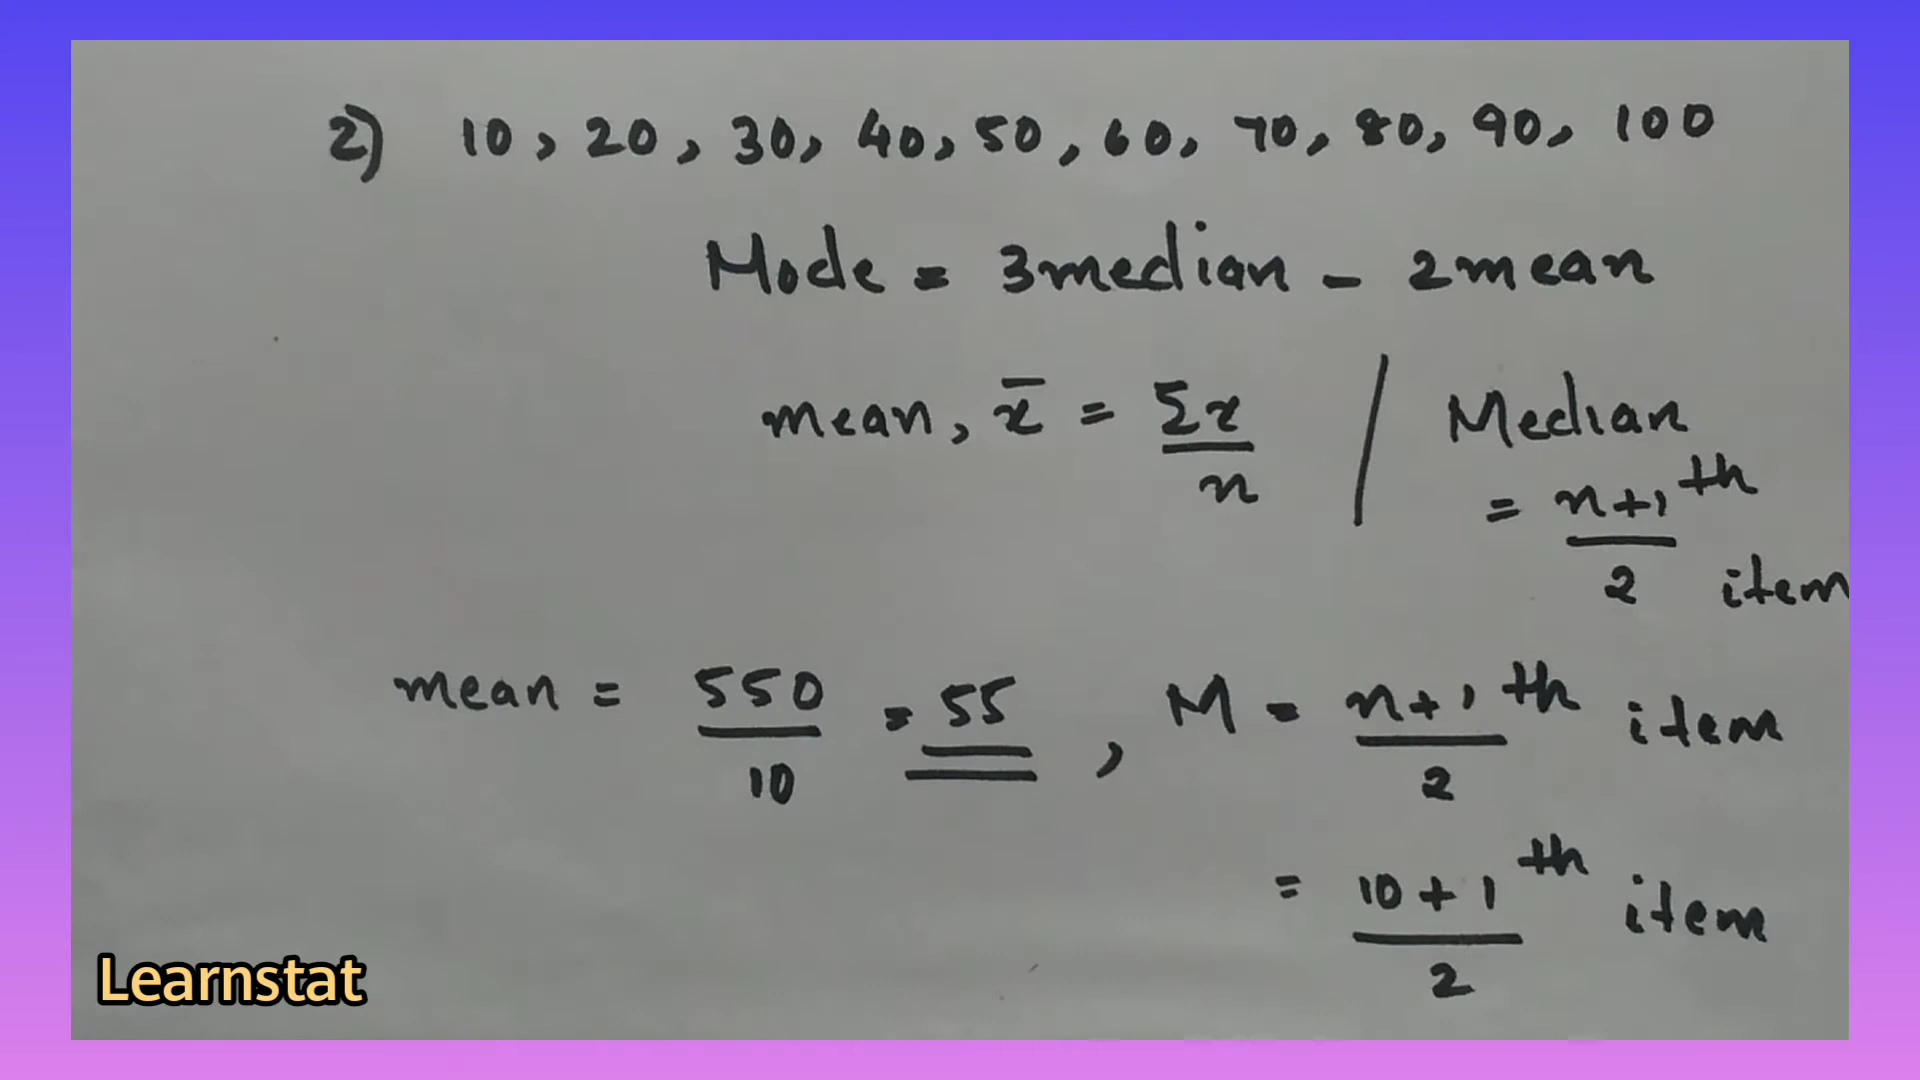 2) 10, 20, 30, 40, 50, 60, 70, 80, 90, 100
Mode = 3median - 2mean
mean, x̄ = Σx / n | Median
= n+1 th / 2 item
mean = 550 / 10 = 55, M = n+1 th / 2 item
= 10+1 th / 2 item
Learnstat